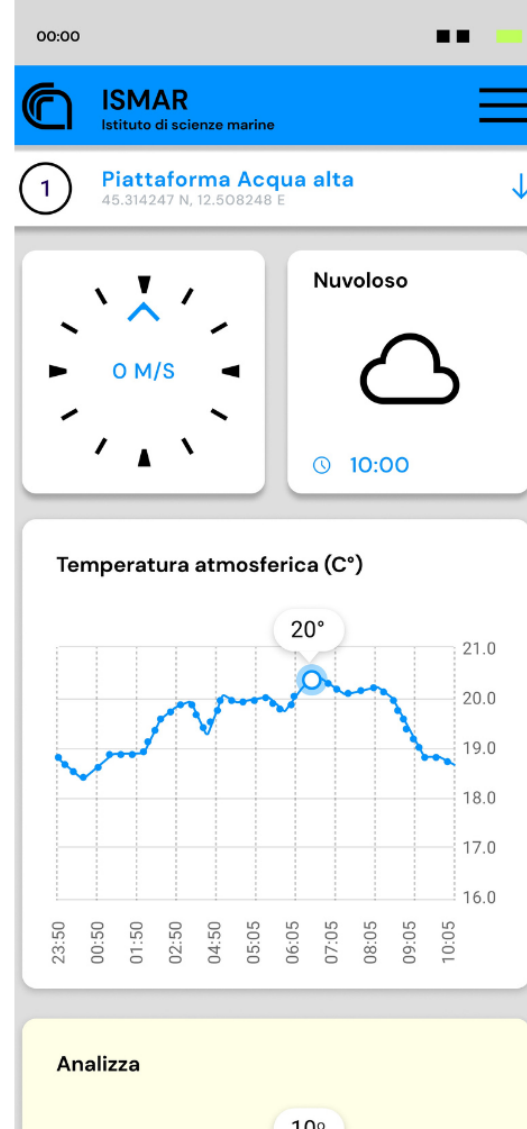 00:00
ISMAR
Istituto di scienze marine
1
Piattaforma Acqua alta
45.314247 N, 12.508248 E
0 M/S
Nuvoloso
10:00
Temperatura atmosferica (C°)
20°
21.0
20.0
19.0
18.0
17.0
16.0
23:50
00:50
01:50
02:50
04:50
05:05
06:05
07:05
08:05
09:05
10:05
Analizza
10°